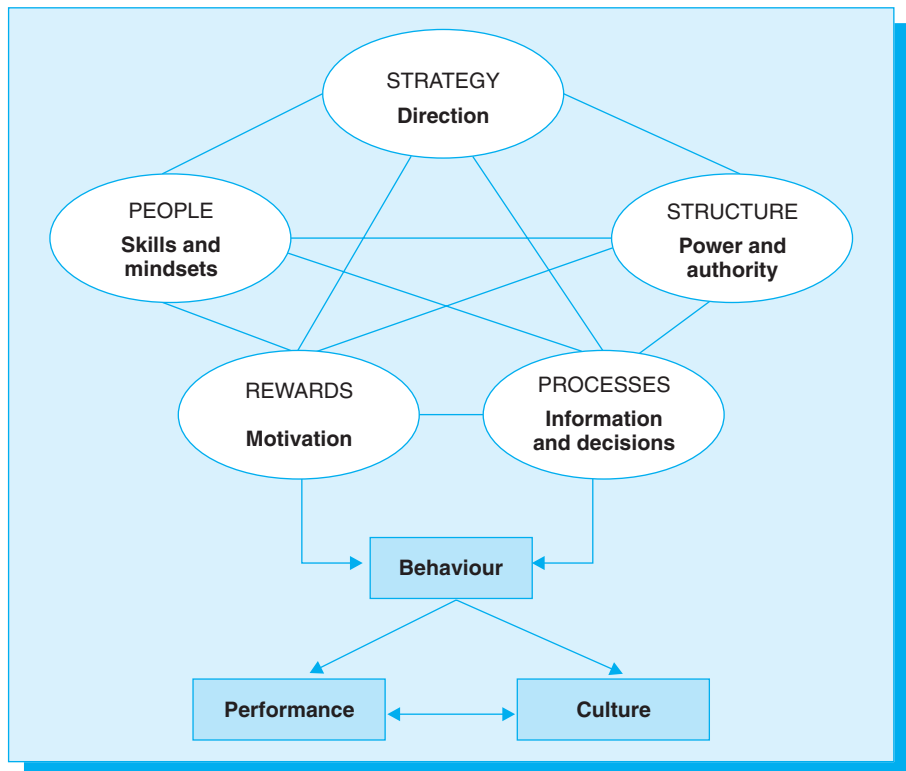 STRATEGY
Direction
PEOPLE
Skills and
mindsets
STRUCTURE
Power and
authority
REWARDS
Motivation
PROCESSES
Information
and decisions
Behaviour
Performance
Culture